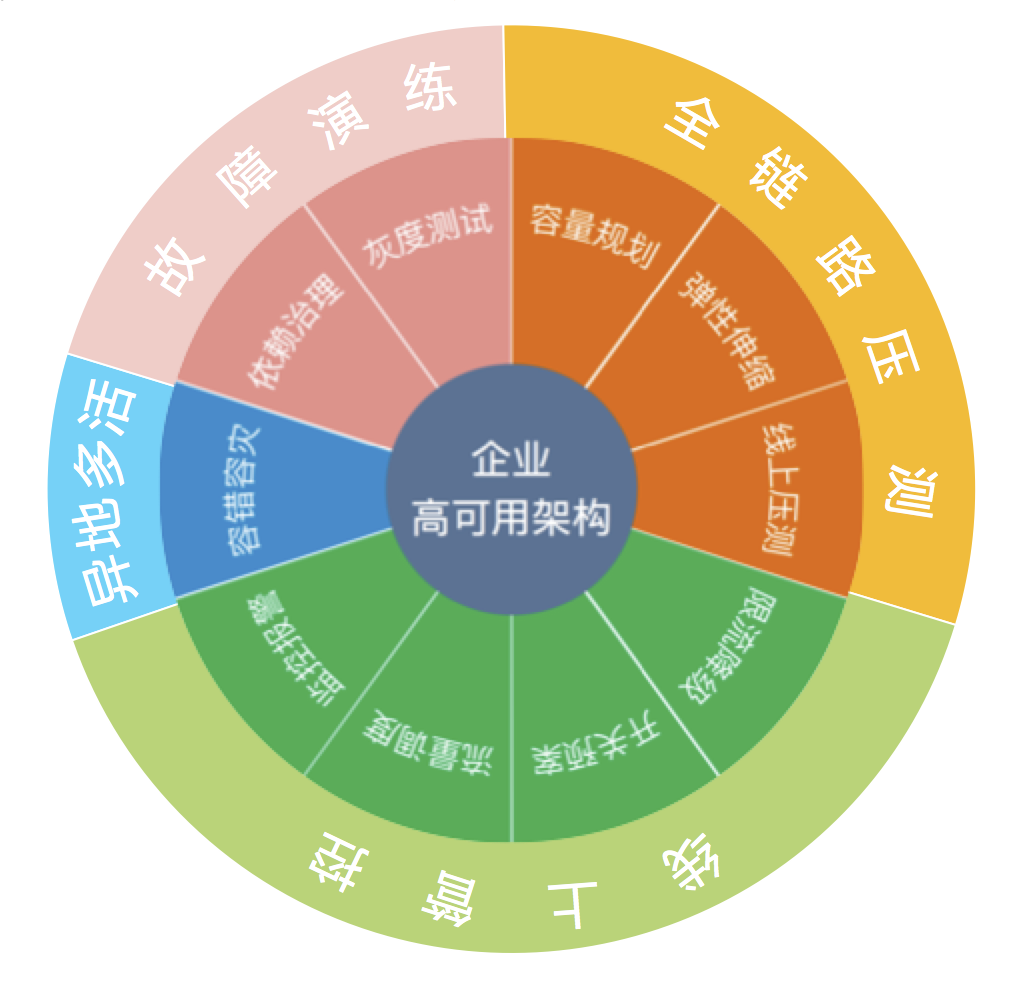 企业
高可用架构
全链路压测
容量规划
弹性伸缩
线上压测
线上管控
限流降级
开关预案
流量调度
监控报警
异地多活
容错容灾
故障演练
依赖治理
灰度测试